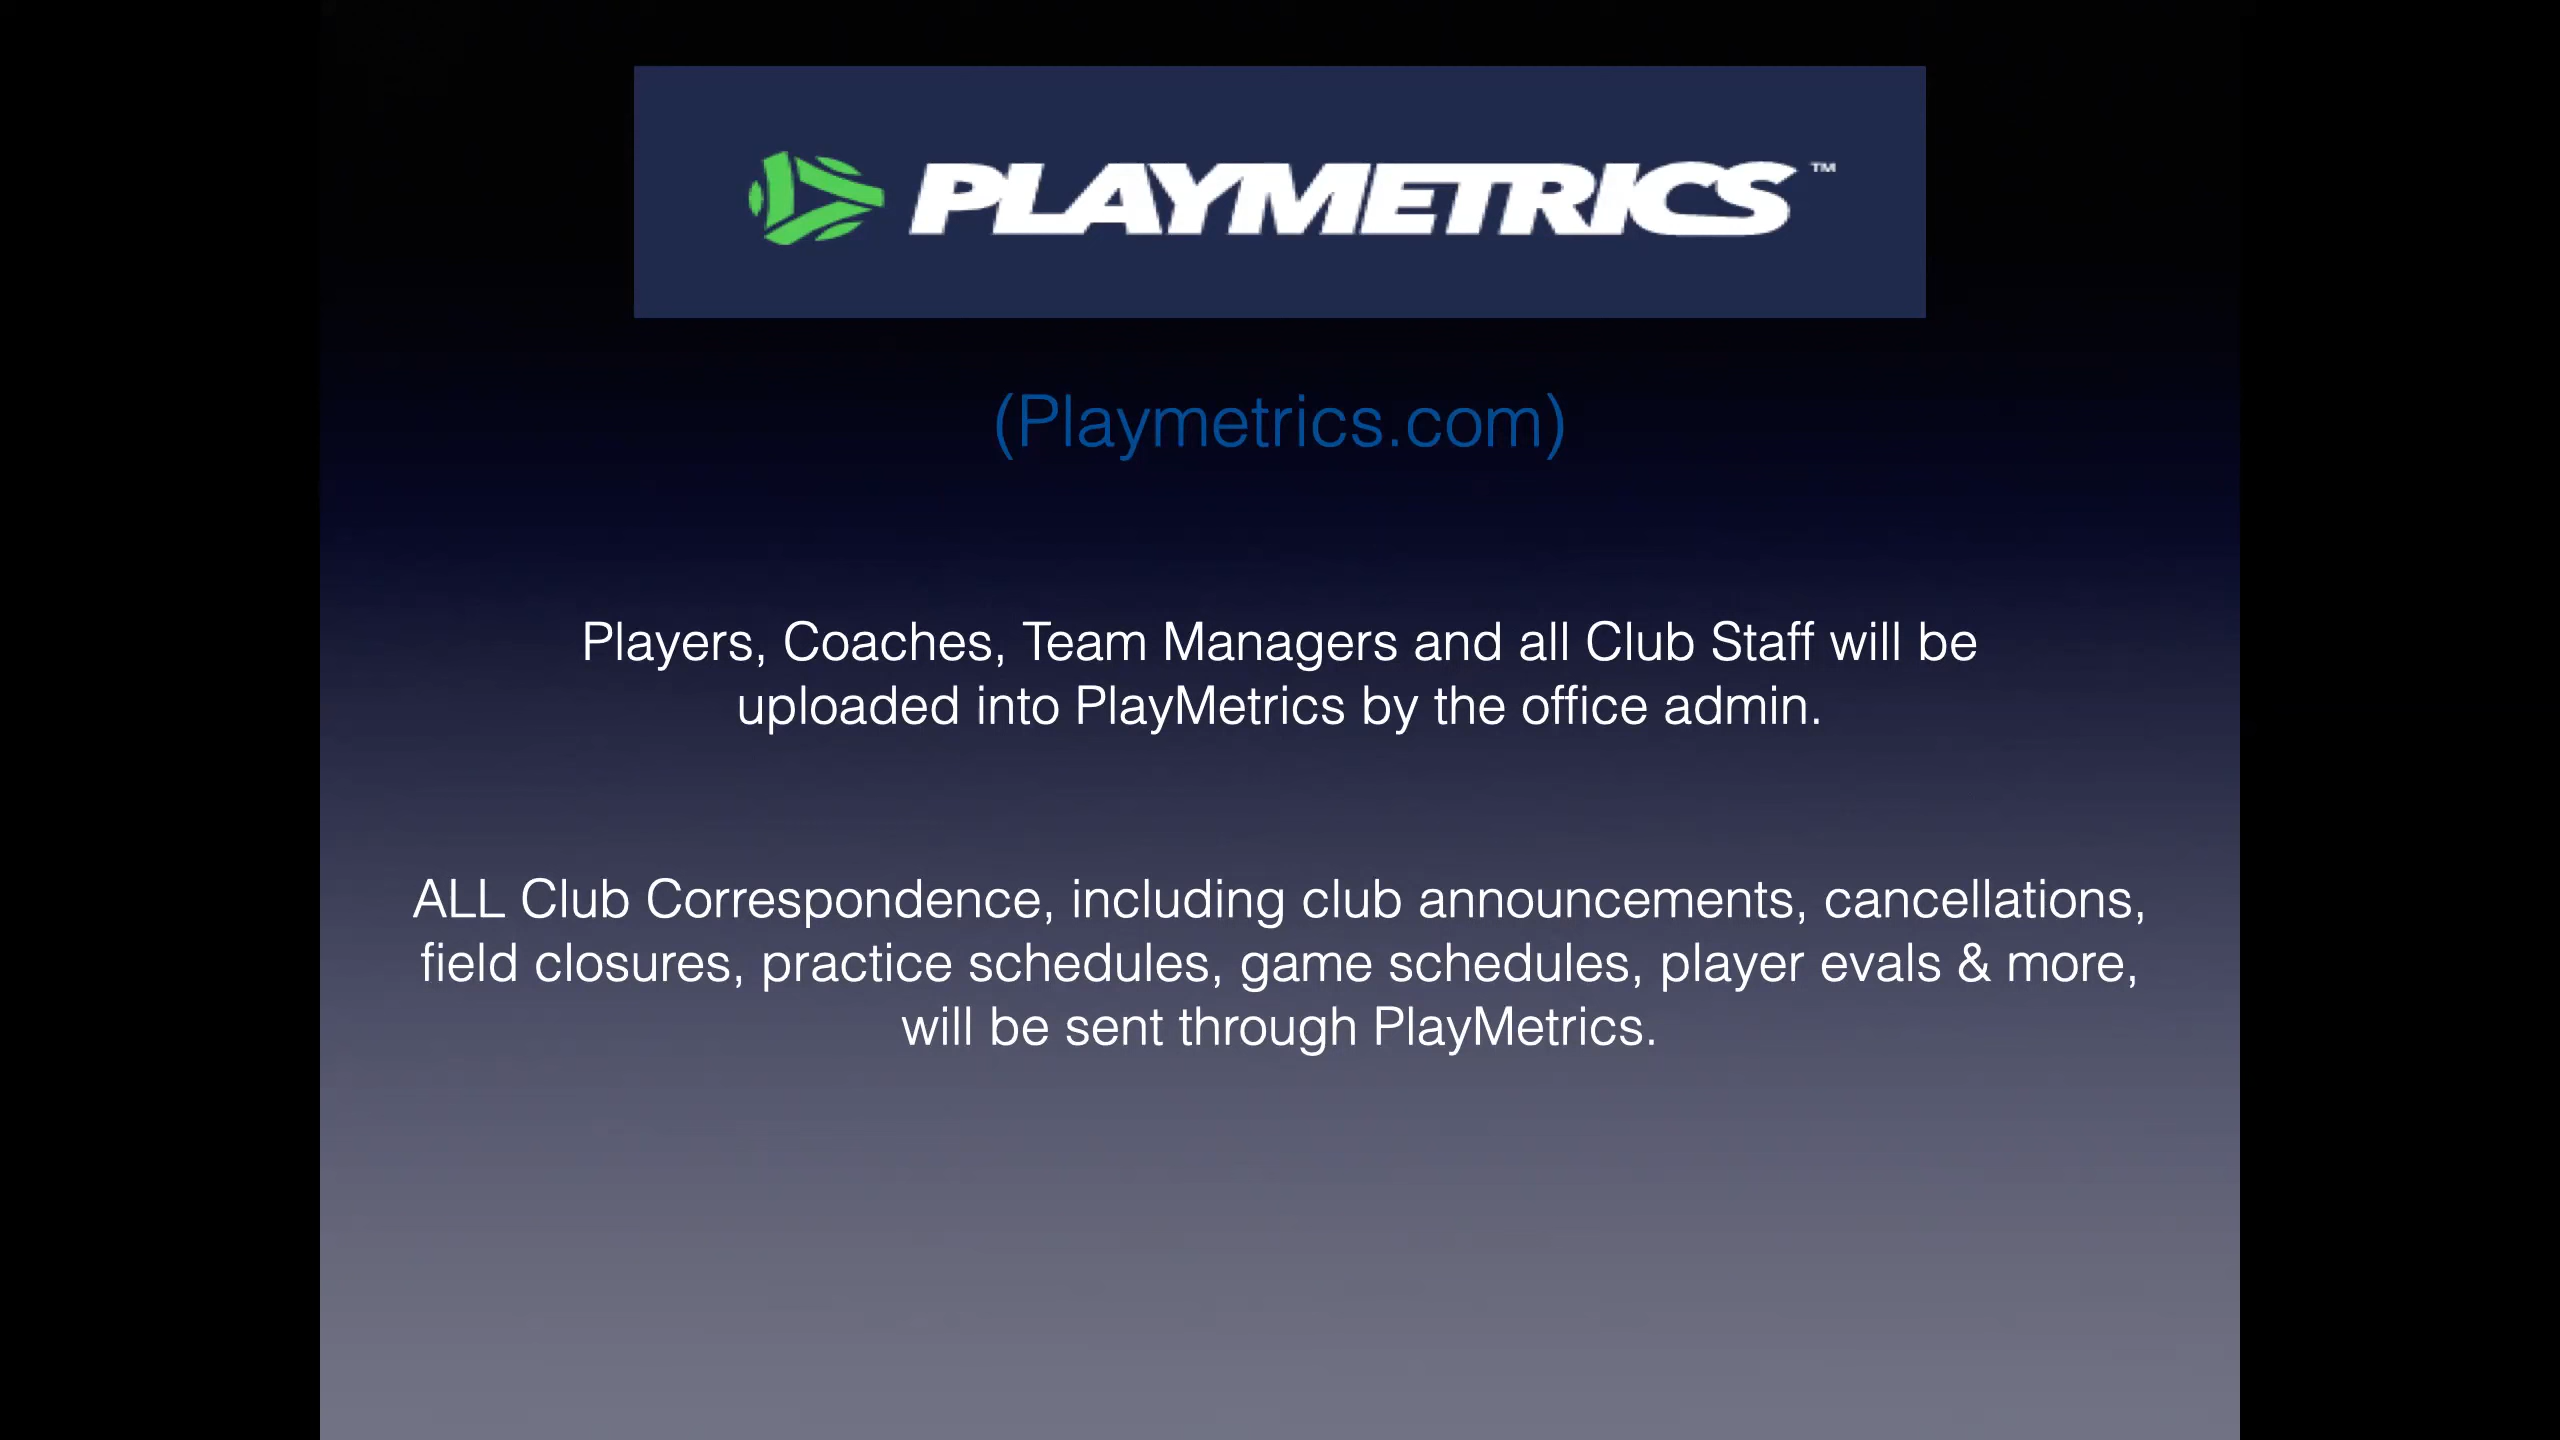 PLAYMETRICS™
(Playmetrics.com)
Players, Coaches, Team Managers and all Club Staff will be
uploaded into PlayMetrics by the office admin.
ALL Club Correspondence, including club announcements, cancellations,
field closures, practice schedules, game schedules, player evals & more,
will be sent through PlayMetrics.